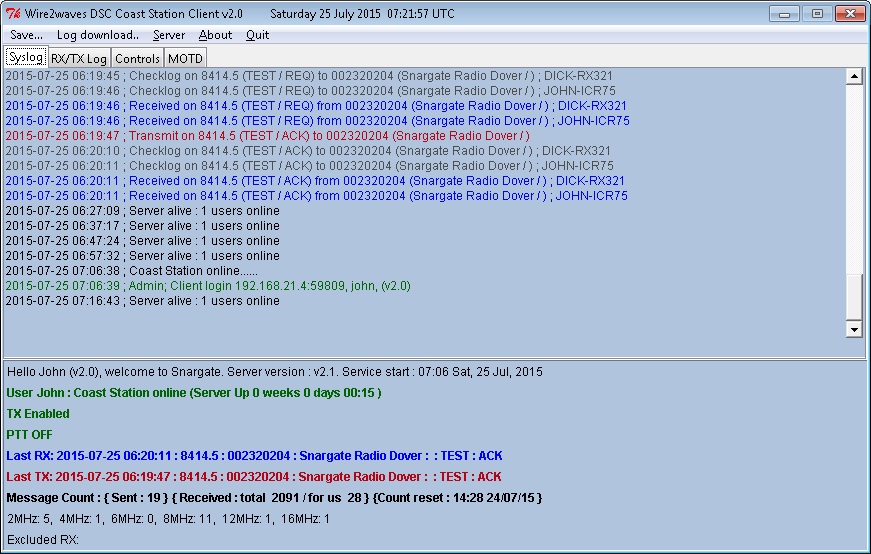 Wire2waves DSC Coast Station Client v2.0 Saturday 25 July 2015 07:21:57 UTC
Save... Log download.. Server About Quit
Syslog RX/TX Log Controls MOTD
2015-07-25 06:19:45 ; Checklog on 8414.5 (TEST / REQ) to 002320204 (Snargate Radio Dover / ) ; DICK-RX321
2015-07-25 06:19:46 ; Checklog on 8414.5 (TEST / REQ) to 002320204 (Snargate Radio Dover / ) ; JOHN-ICR75
2015-07-25 06:19:46 ; Received on 8414.5 (TEST / REQ) from 002320204 (Snargate Radio Dover / ) ; DICK-RX321
2015-07-25 06:19:46 ; Received on 8414.5 (TEST / REQ) from 002320204 (Snargate Radio Dover / ) ; JOHN-ICR75
2015-07-25 06:19:47 ; Transmit on 8414.5 (TEST / ACK) to 002320204 (Snargate Radio Dover / )
2015-07-25 06:20:10 ; Checklog on 8414.5 (TEST / ACK) to 002320204 (Snargate Radio Dover / ) ; DICK-RX321
2015-07-25 06:20:11 ; Checklog on 8414.5 (TEST / ACK) to 002320204 (Snargate Radio Dover / ) ; JOHN-ICR75
2015-07-25 06:20:11 ; Received on 8414.5 (TEST / ACK) from 002320204 (Snargate Radio Dover / ) ; DICK-RX321
2015-07-25 06:20:11 ; Received on 8414.5 (TEST / ACK) from 002320204 (Snargate Radio Dover / ) ; JOHN-ICR75
2015-07-25 06:27:09 ; Server alive : 1 users online
2015-07-25 06:37:17 ; Server alive : 1 users online
2015-07-25 06:47:24 ; Server alive : 1 users online
2015-07-25 06:57:32 ; Server alive : 1 users online
2015-07-25 07:06:38 ; Coast Station online......
2015-07-25 07:06:39 ; Admin; Client login 192.168.21.4:59809, john, (v2.0)
2015-07-25 07:16:43 ; Server alive : 1 users online
Hello John (v2.0), welcome to Snargate. Server version : v2.1. Service start : 07:06 Sat, 25 Jul, 2015
User John : Coast Station online (Server Up 0 weeks 0 days 00:15 )
TX Enabled
PTT OFF
Last RX: 2015-07-25 06:20:11 : 8414.5 : 002320204 : Snargate Radio Dover : : TEST : ACK
Last TX: 2015-07-25 06:19:47 : 8414.5 : 002320204 : Snargate Radio Dover : : TEST : ACK
Message Count : { Sent : 19 } { Received : total 2091 / for us 28 } {Count reset : 14:28 24/07/15 }
2MHz: 5, 4MHz: 1, 6MHz: 0, 8MHz: 11, 12MHz: 1, 16MHz: 1
Excluded RX: